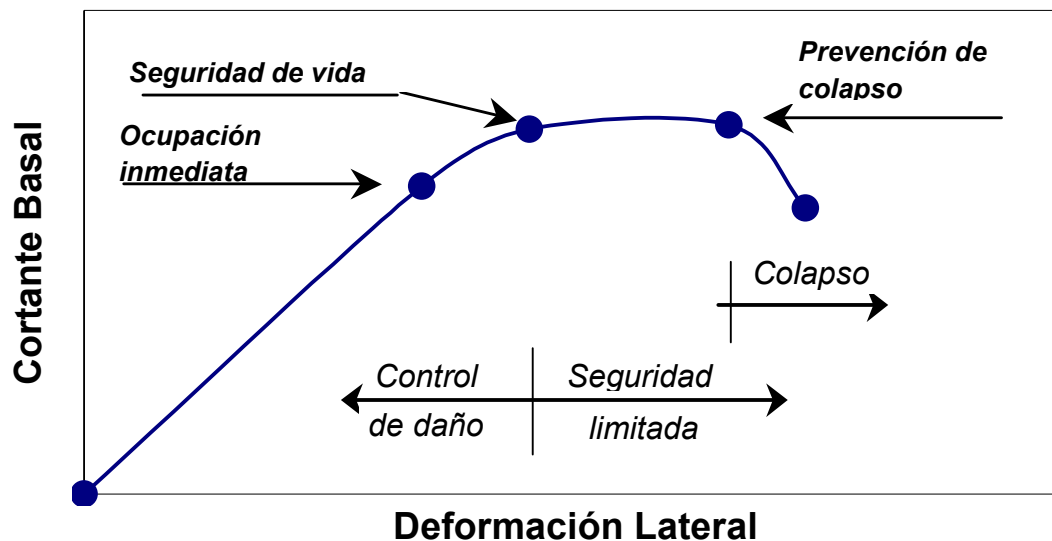 Prevención de
colapso
Seguridad de vida
Ocupación
inmediata
Cortante Basal
Colapso
Control
de daño
Seguridad
limitada
Deformación Lateral